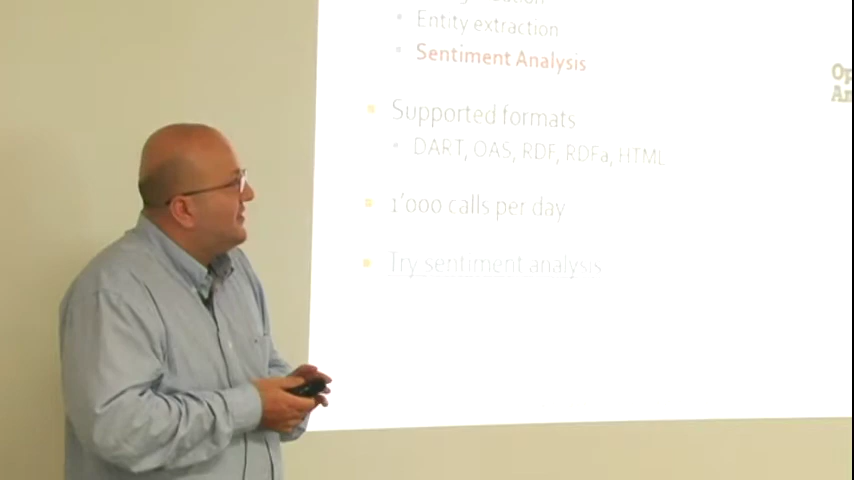 Entity extraction
Sentiment Analysis
Supported formats
DART, OAS, RDF, RDFa, HTML
1'000 calls per day
Try sentiment analysis